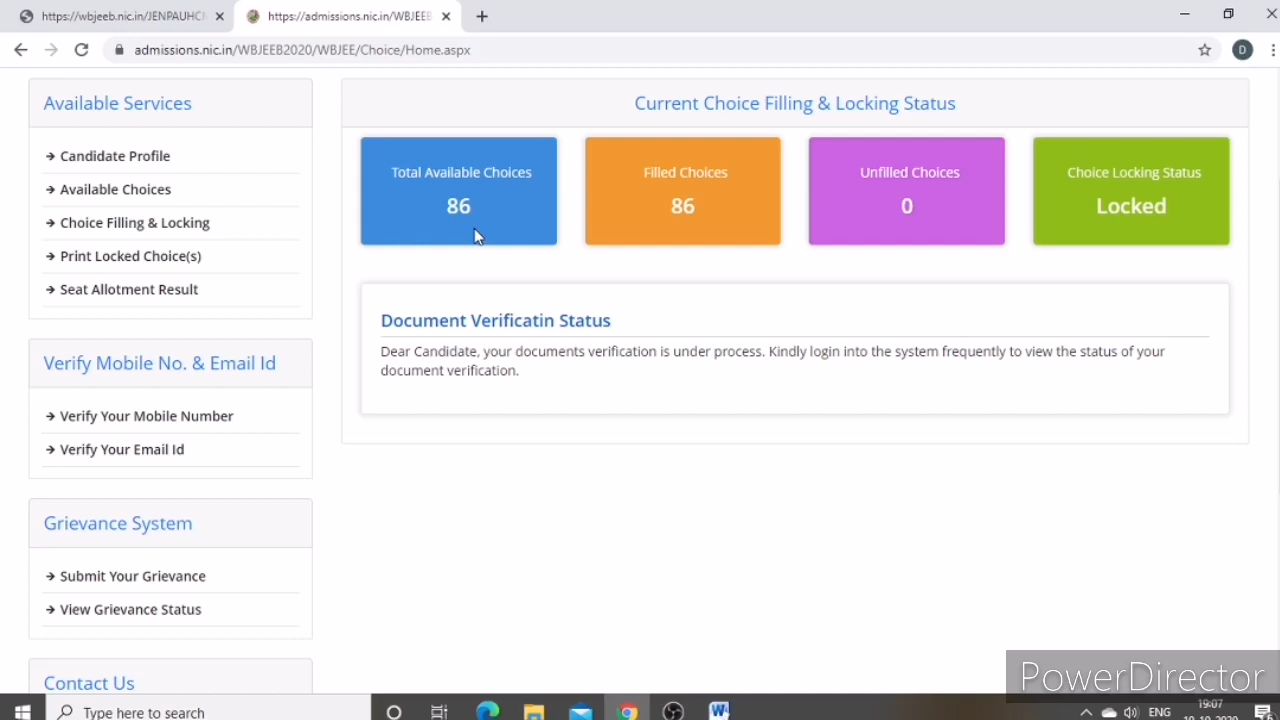 https://wbjeeb.nic.in/JENPAUHCI
https://admissions.nic.in/WBJEEB
admissions.nic.in/WBJEEB2020/WBJEE/Choice/Home.aspx
D
Available Services
Candidate Profile
Available Choices
Choice Filling & Locking
Print Locked Choice(s)
Seat Allotment Result
Verify Mobile No. & Email Id
Verify Your Mobile Number
Verify Your Email Id
Grievance System
Submit Your Grievance
View Grievance Status
Contact Us
Current Choice Filling & Locking Status
Total Available Choices
86
Filled Choices
86
Unfilled Choices
0
Choice Locking Status
Locked
Document Verificatin Status
Dear Candidate, your documents verification is under process. Kindly login into the system frequently to view the status of your
document verification.
PowerDirector
Type here to search
ENG
19:07